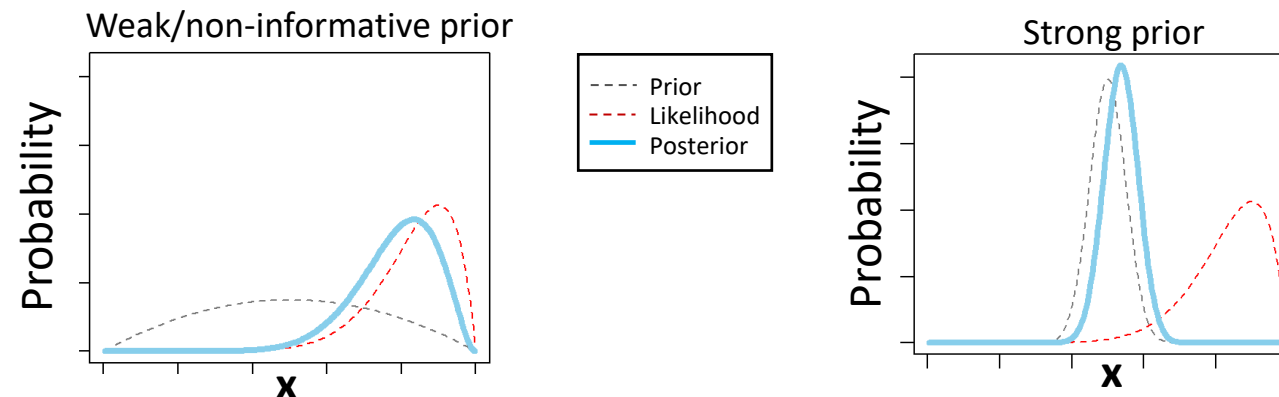 Weak/non-informative prior
Probability
x
Prior
Likelihood
Posterior
Strong prior
Probability
x